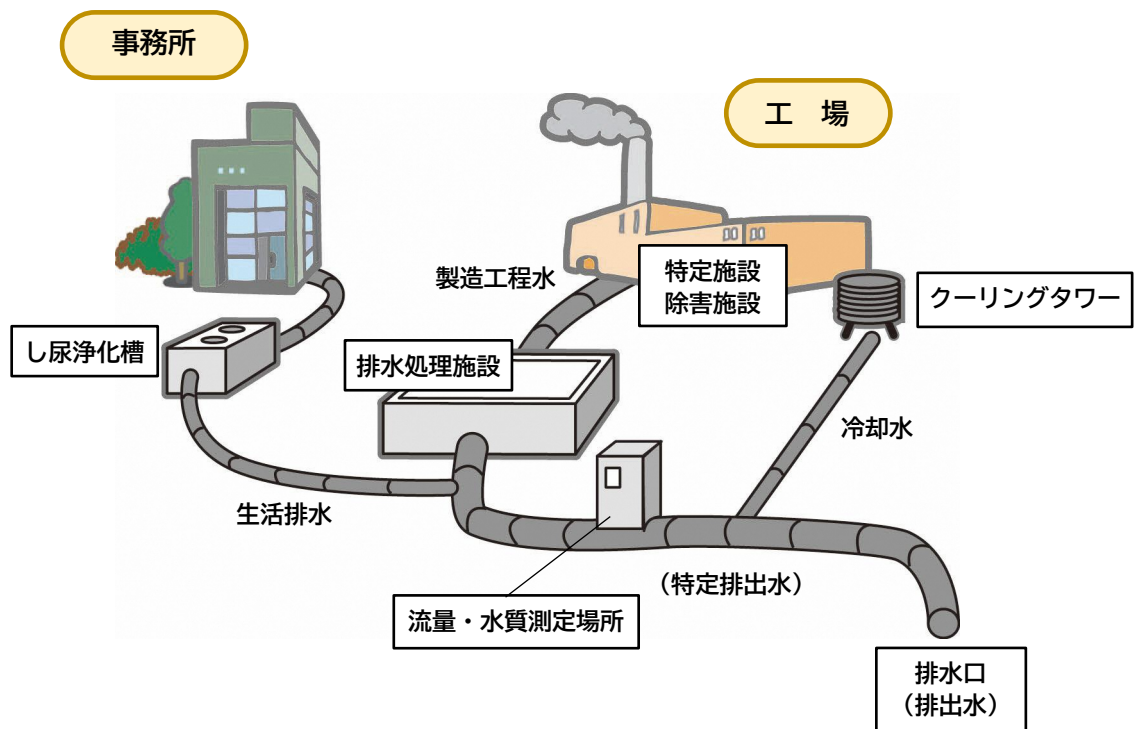 事務所
工 場
製造工程水
特定施設
除害施設
クーリングタワー
し尿浄化槽
排水処理施設
冷却水
生活排水
（特定排出水）
流量・水質測定場所
排水口
（排出水）